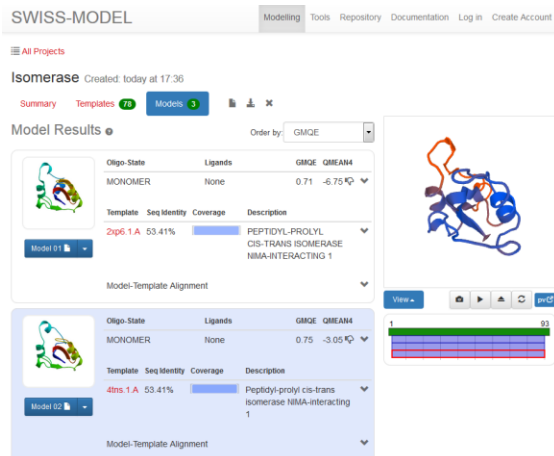 SWISS-MODEL
Modelling Tools Repository Documentation Log in Create Account
All Projects
Isomerase Created: today at 17:36
Summary Templates 78 Models 3
Model Results
Order by: GMQE
Oligo-State Ligands GMQE QMEAN4
MONOMER None 0.71 -6.75
Template Seq Identity Coverage Description
2xp6.1.A 53.41% PEPTIDYL-PROLYL
CIS-TRANS ISOMERASE
NIMA-INTERACTING 1
Model 01
Model-Template Alignment
View
pv
1 93
Oligo-State Ligands GMQE QMEAN4
MONOMER None 0.75 -3.05
Template Seq Identity Coverage Description
4tns.1.A 53.41% Peptidyl-prolyl cis-trans
isomerase NIMA-interacting
1
Model 02
Model-Template Alignment